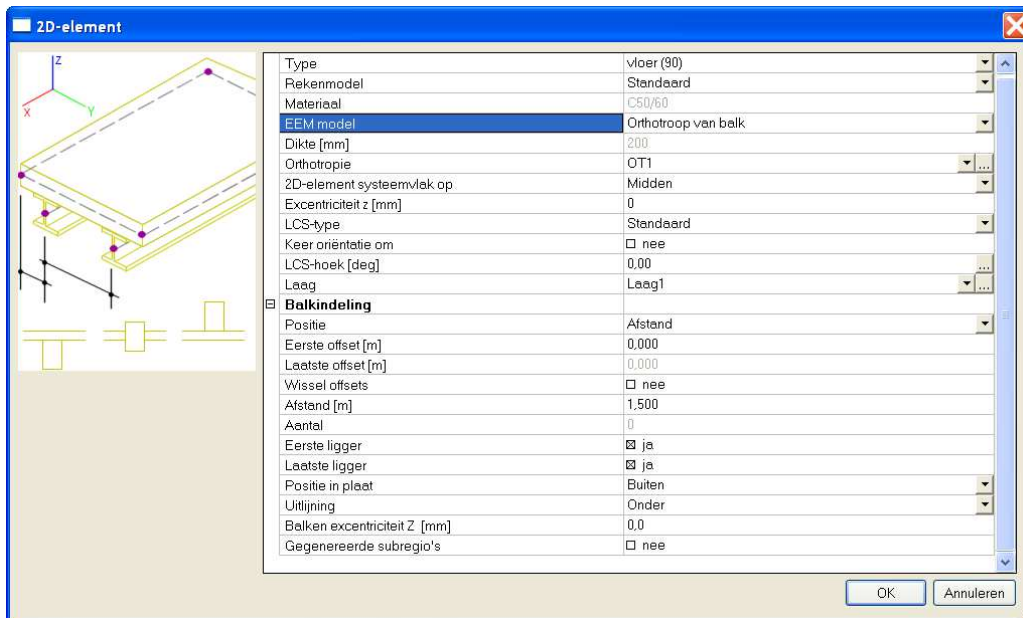 2D-element
Z
X
Y
Type vloer (90)
Rekenmodel Standaard
Materiaal C50/60
EEM model Orthotroop van balk
Dikte [mm] 200
Orthotropie OT1 ...
2D-element systeemvlak op Midden
Excentriciteit z [mm] 0
LCS-type Standaard
Keer oriëntatie om nee
LCS-hoek [deg] 0,00 ...
Laag Laag1 ...
Balkindeling
Positie Afstand
Eerste offset [m] 0,000
Laatste offset [m] 0,000
Wissel offsets nee
Afstand [m] 1,500
Aantal 0
Eerste ligger ja
Laatste ligger ja
Positie in plaat Buiten
Uitlijning Onder
Balken excentriciteit Z [mm] 0,0
Gegenereerde subregio's nee
OK Annuleren